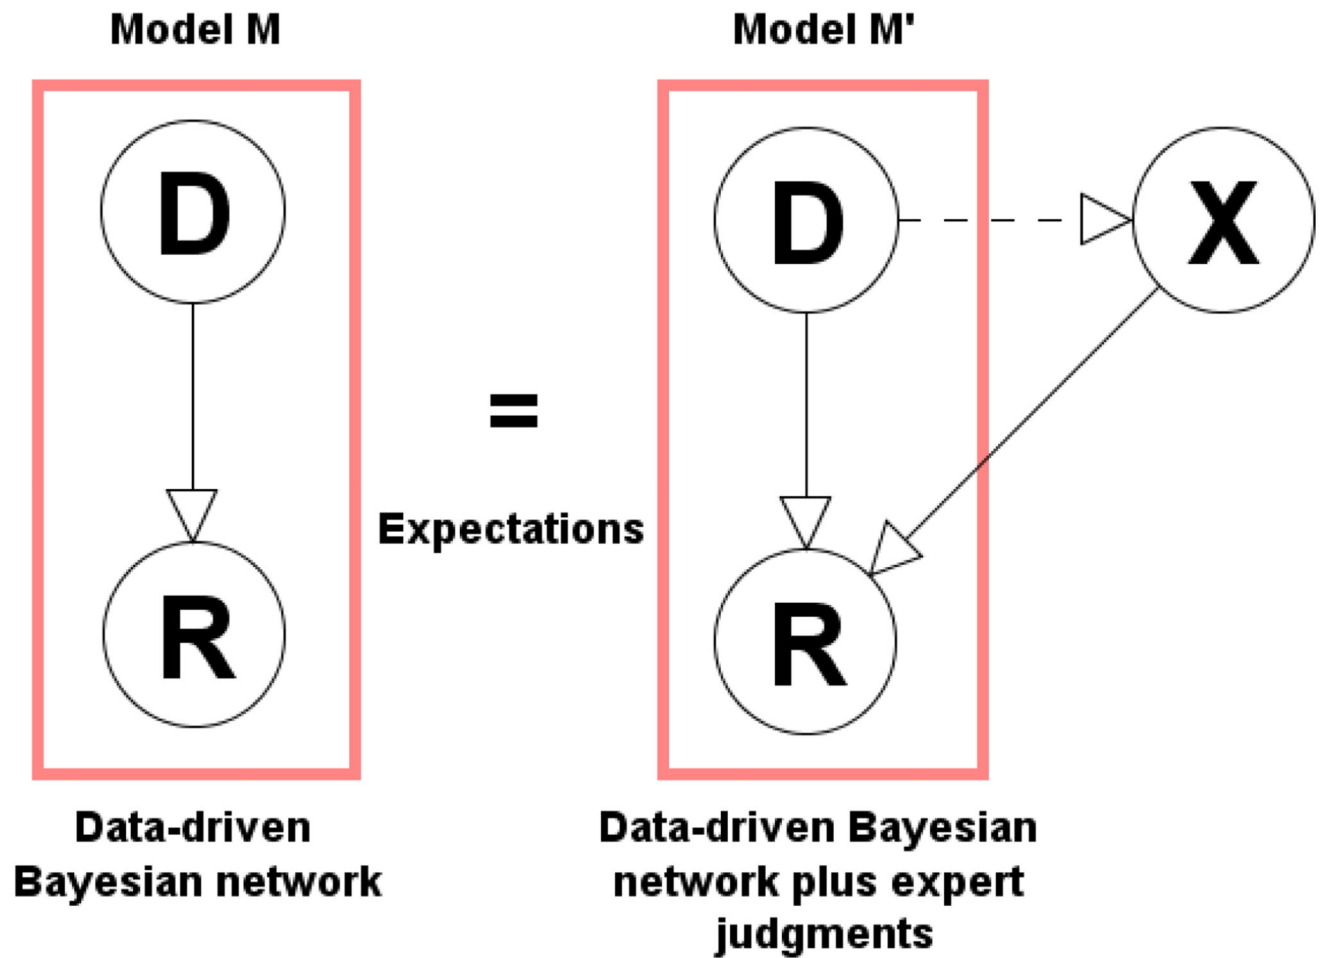 Model M
Model M'
D
D
X
=
Expectations
R
R
Data-driven
Bayesian network
Data-driven Bayesian
network plus expert
judgments